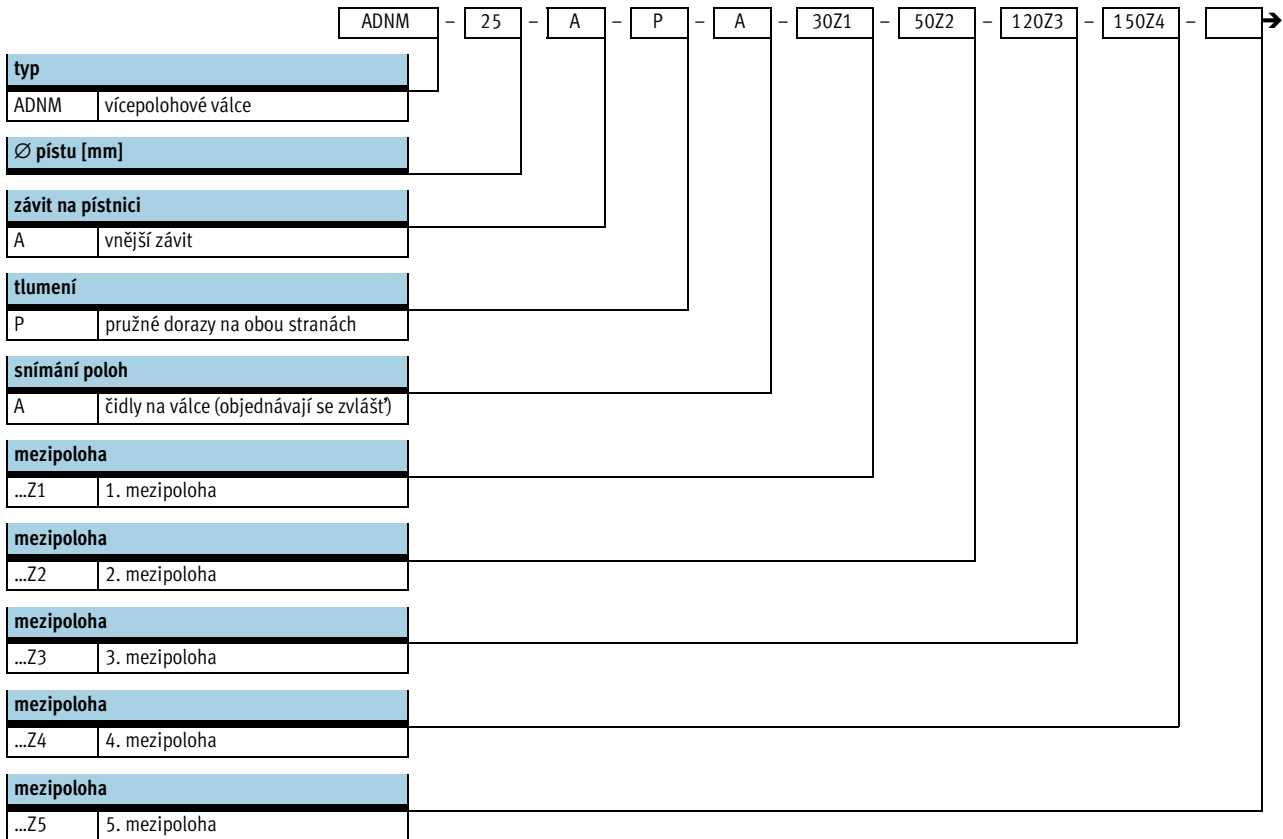 ADNM – 25 – A – P – A – 30Z1 – 50Z2 – 120Z3 – 150Z4 – ➔
typ
ADNM vícepolohové válce
∅ pístu [mm]
závit na pístnici
A vnější závit
tlumení
P pružné dorazy na obou stranách
snímání poloh
A čidly na válce (objednávají se zvlášť)
mezipoloha
...Z1 1. mezipoloha
mezipoloha
...Z2 2. mezipoloha
mezipoloha
...Z3 3. mezipoloha
mezipoloha
...Z4 4. mezipoloha
mezipoloha
...Z5 5. mezipoloha